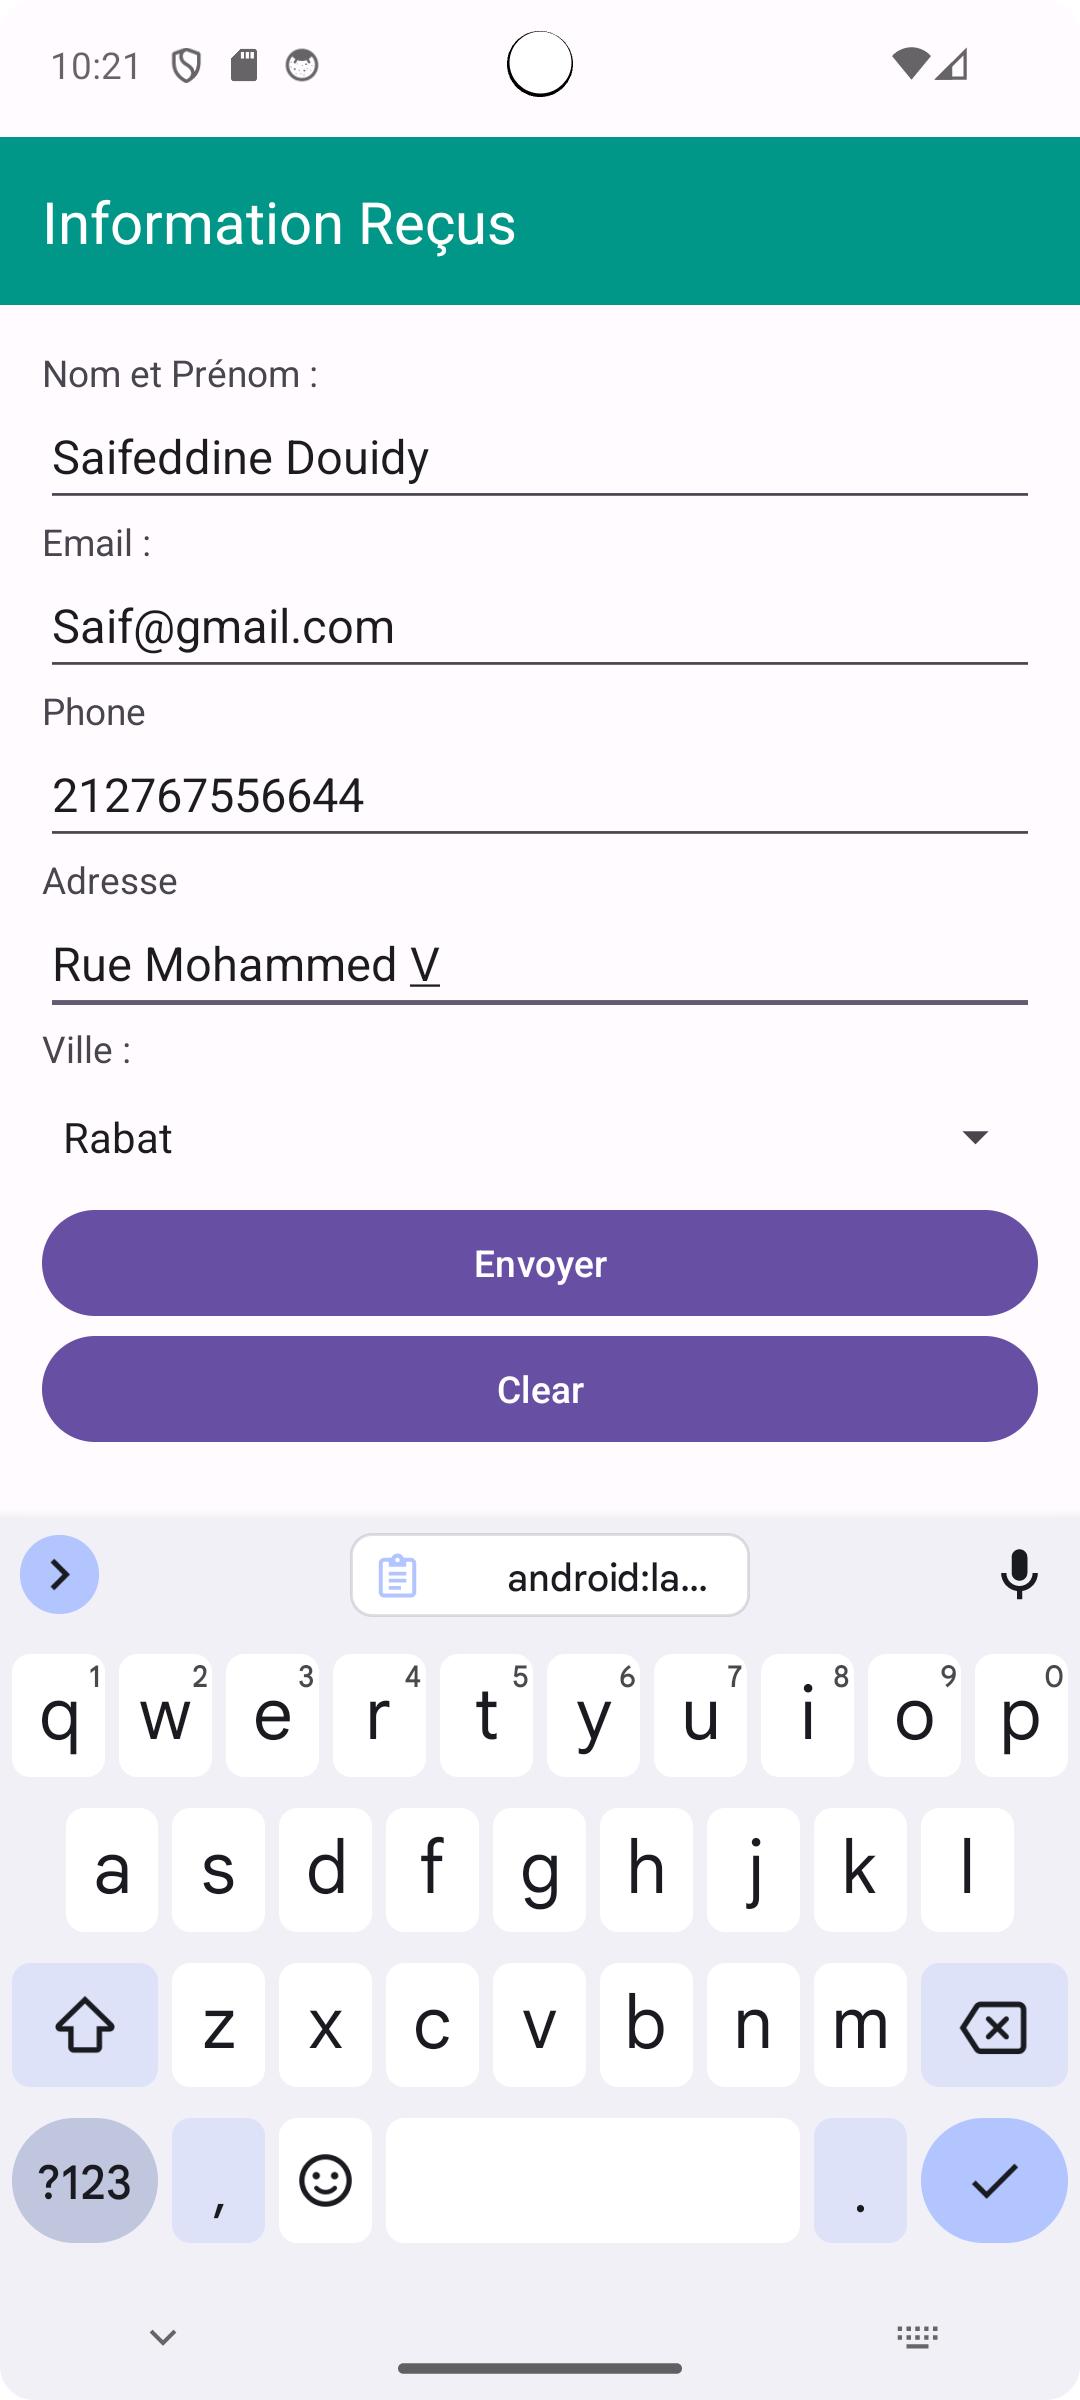 10:21
Information Reçus
Nom et Prénom :
Saifeddine Douidy
Email :
Saif@gmail.com
Phone
212767556644
Adresse
Rue Mohammed V
Ville :
Rabat
Envoyer
Clear
android:la...
1 2 3 4 5 6 7 8 9 0
q w e r t y u i o p
a s d f g h j k l
z x c v b n m
?123 , .